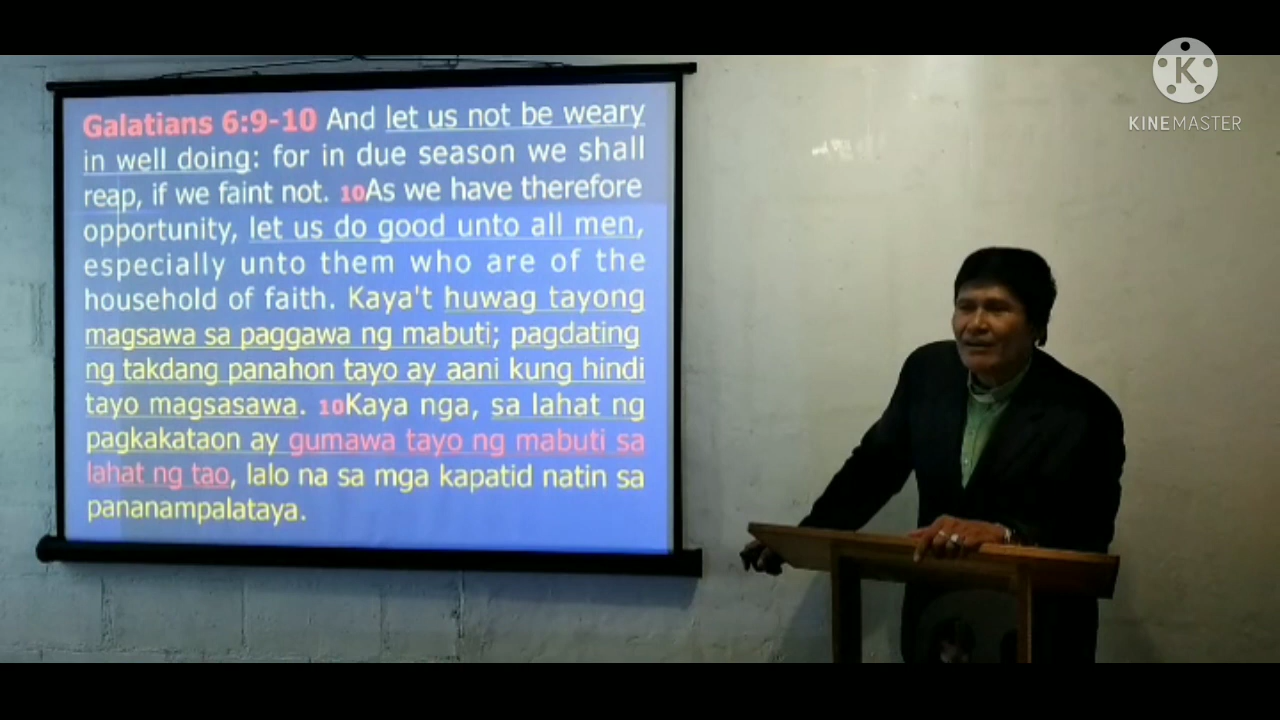 Galatians 6:9-10 And let us not be weary
in well doing: for in due season we shall
reap, if we faint not. 10As we have therefore
opportunity, let us do good unto all men,
especially unto them who are of the
household of faith. Kaya't huwag tayong
magsawa sa paggawa ng mabuti; pagdating
ng takdang panahon tayo ay aani kung hindi
tayo magsasawa. 10Kaya nga, sa lahat ng
pagkakataon ay gumawa tayo ng mabuti sa
lahat ng tao, lalo na sa mga kapatid natin sa
pananampalataya.
K
KINEMASTER